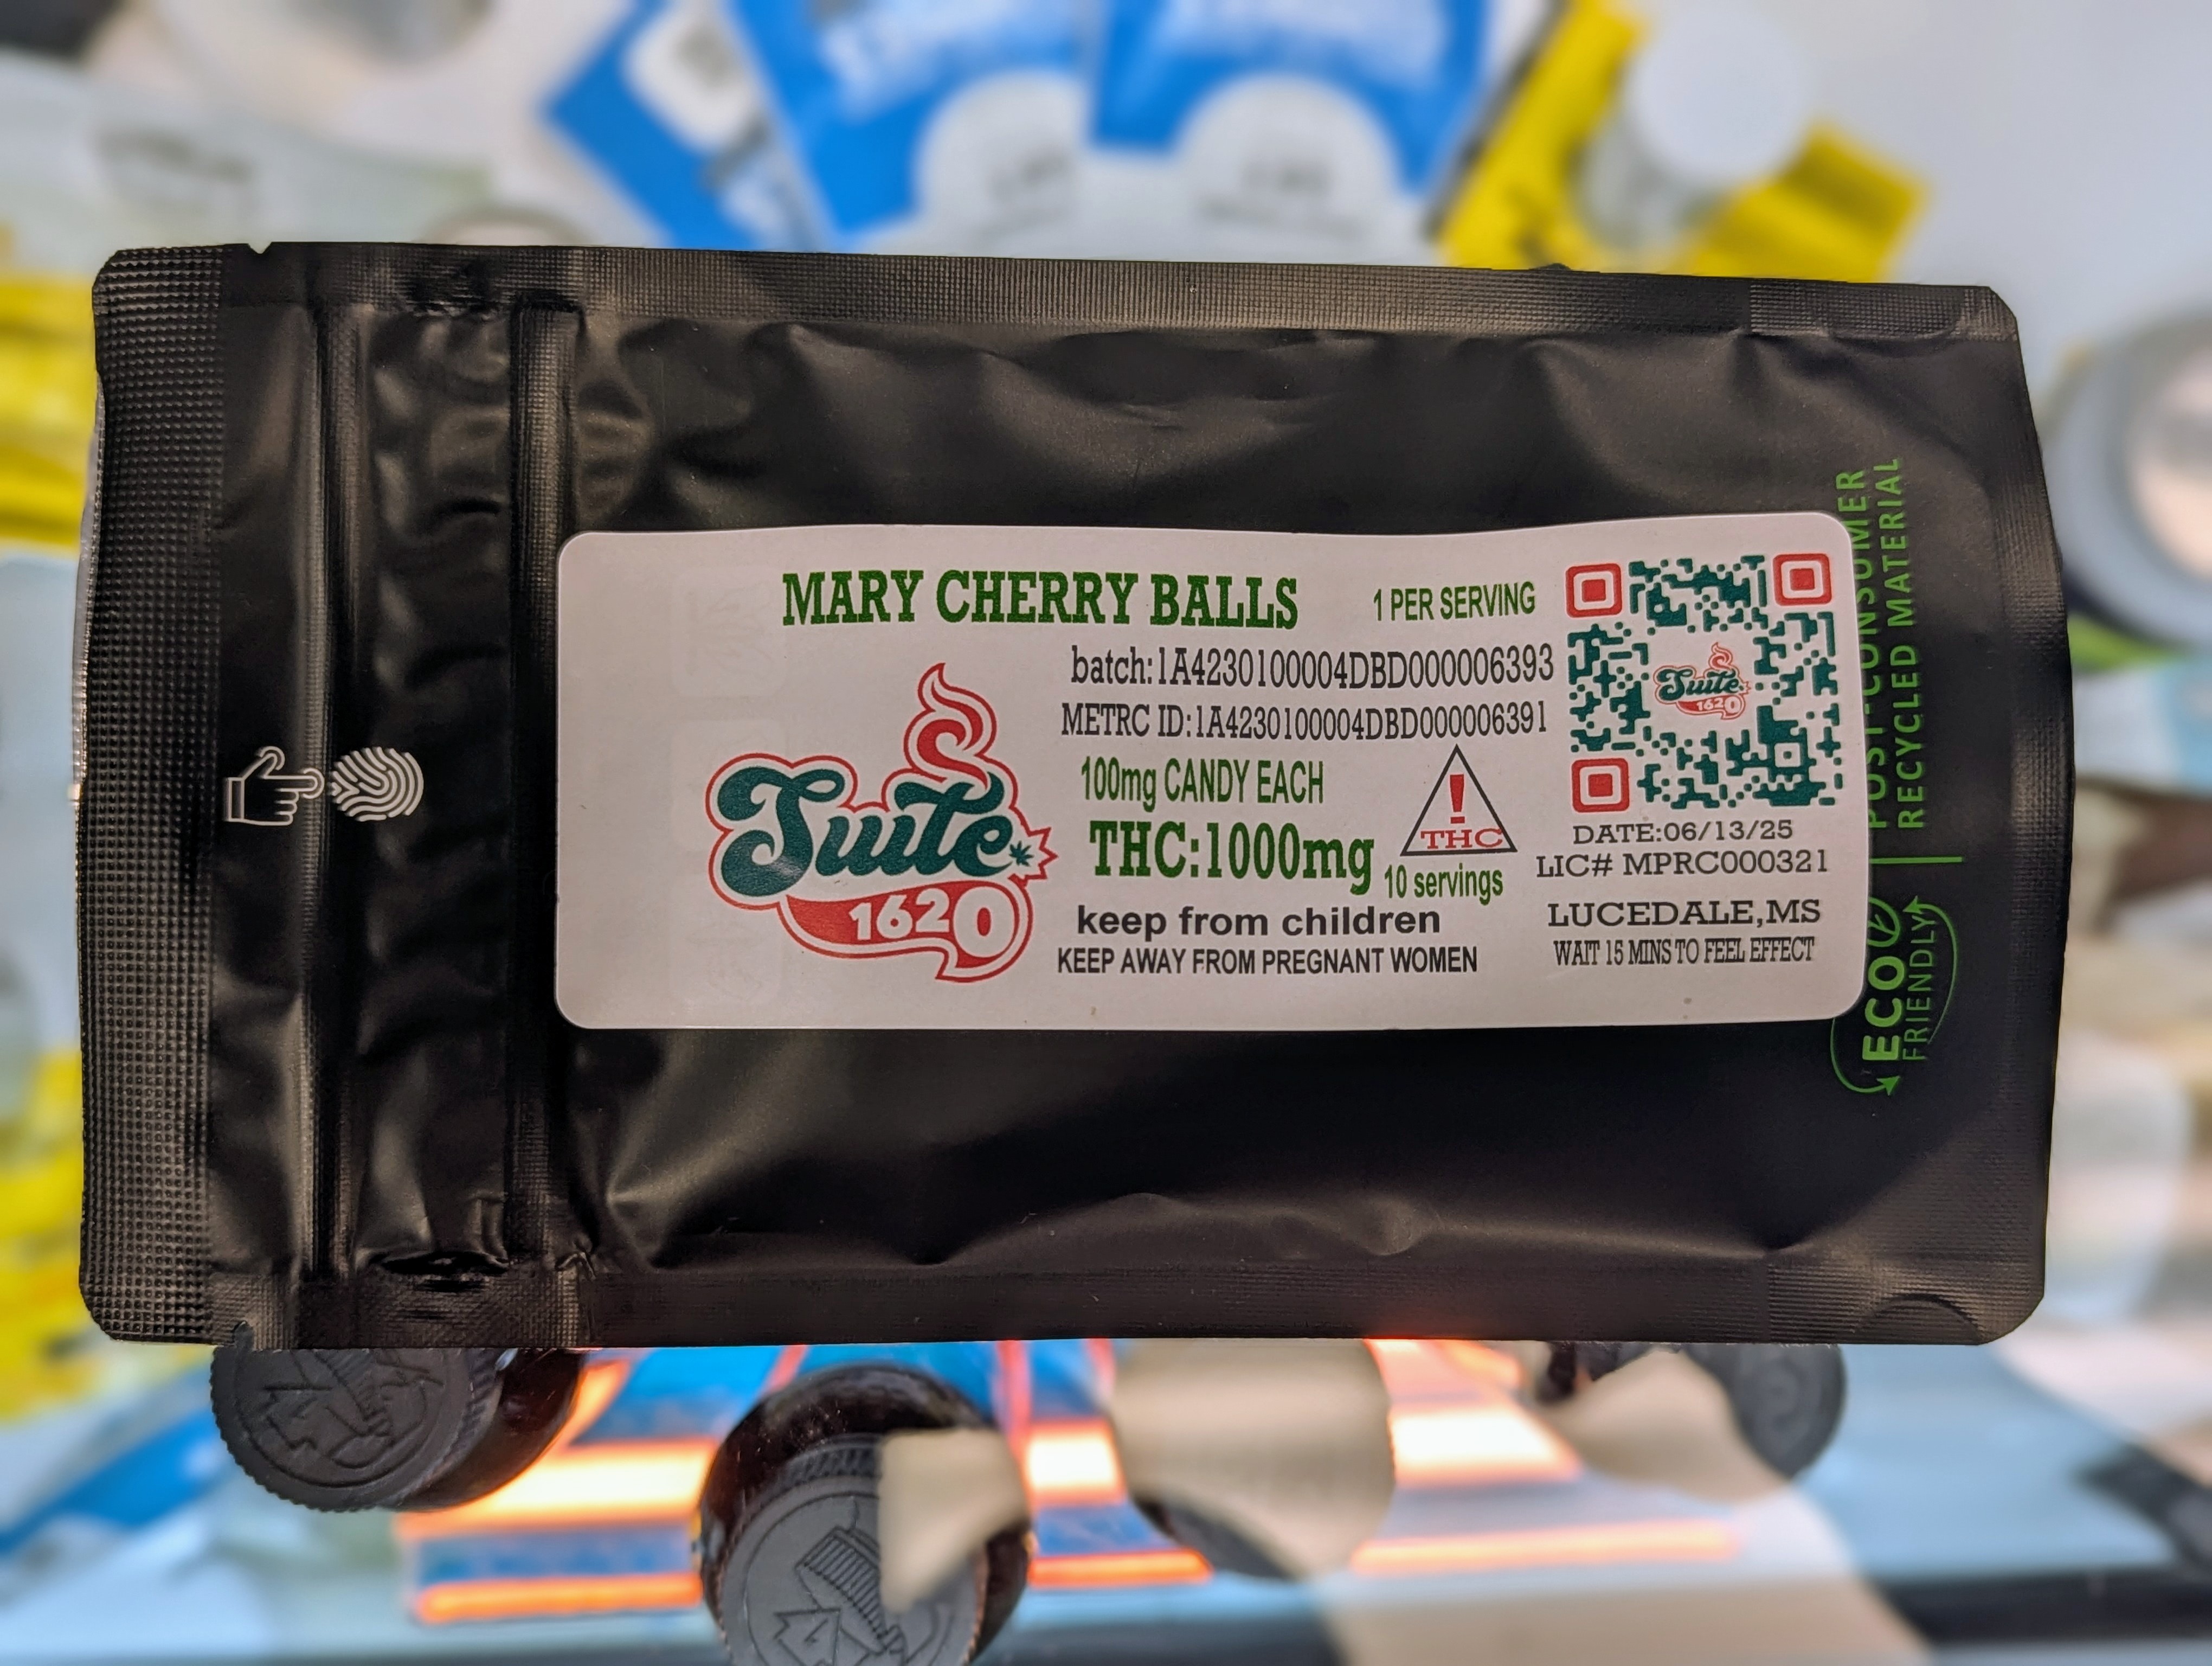 MARY CHERRY BALLS
1 PER SERVING
batch:1A4230100004DBD000006393
METRC ID:1A4230100004DBD000006391
100mg CANDY EACH
THC:1000mg
10 servings
THC
keep from children
KEEP AWAY FROM PREGNANT WOMEN
Suite
1620
Suite
1620
DATE:06/13/25
LIC# MPRC000321
LUCEDALE,MS
WAIT 15 MINS TO FEEL EFFECT
ECO
FRIENDLY
POST-CONSUMER
RECYCLED MATERIAL